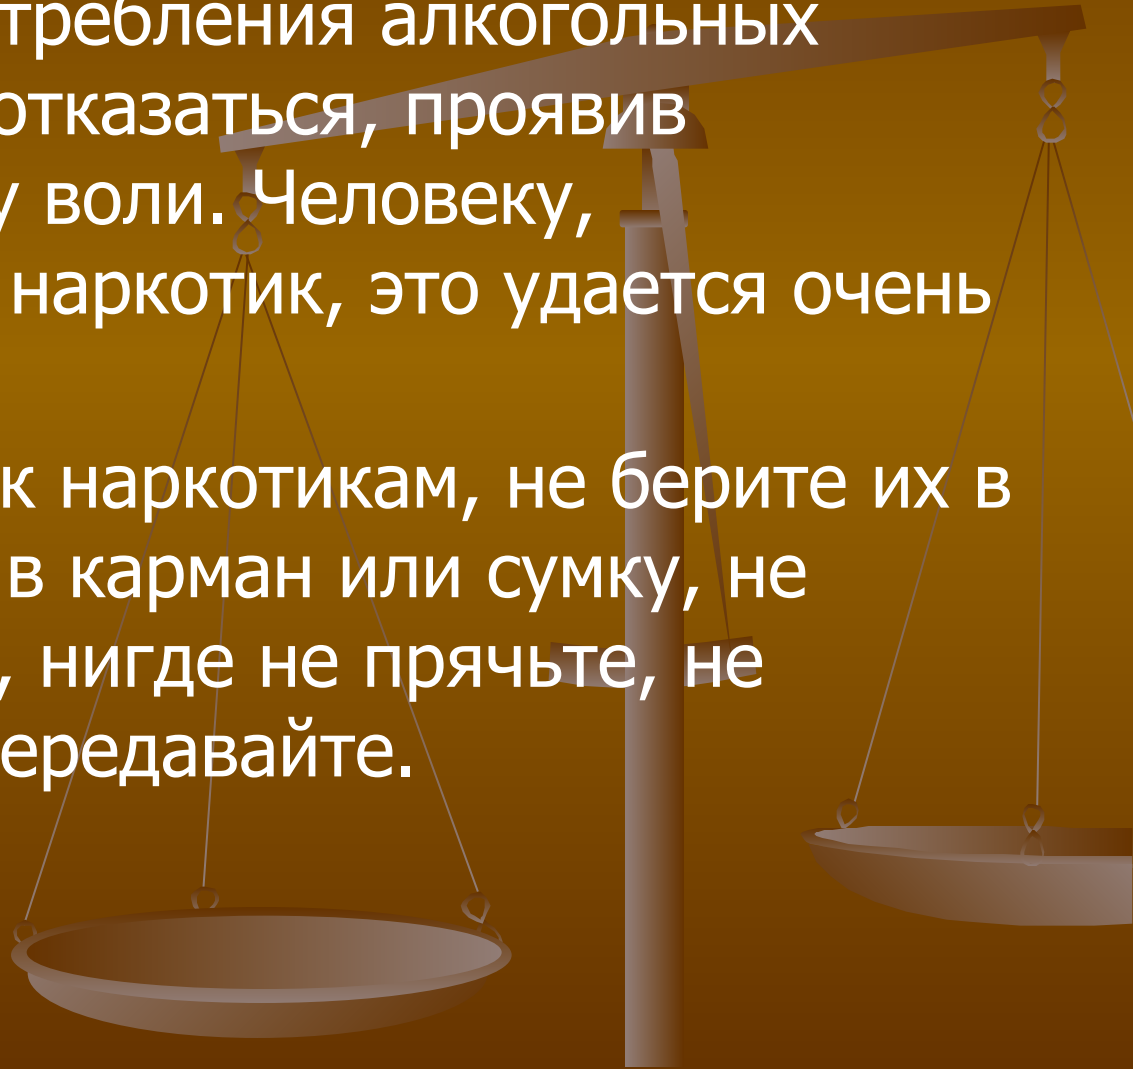 требления алкогольных
отказаться, проявив
у воли. Человеку,
наркотик, это удается очень
к наркотикам, не берите их в
в карман или сумку, не
, нигде не прячьте, не
ередавайте.